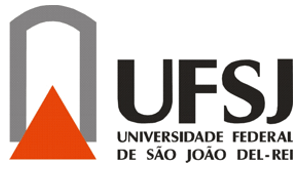 UFSJ
UNIVERSIDADE FEDERAL
DE SÃO JOÃO DEL-REI